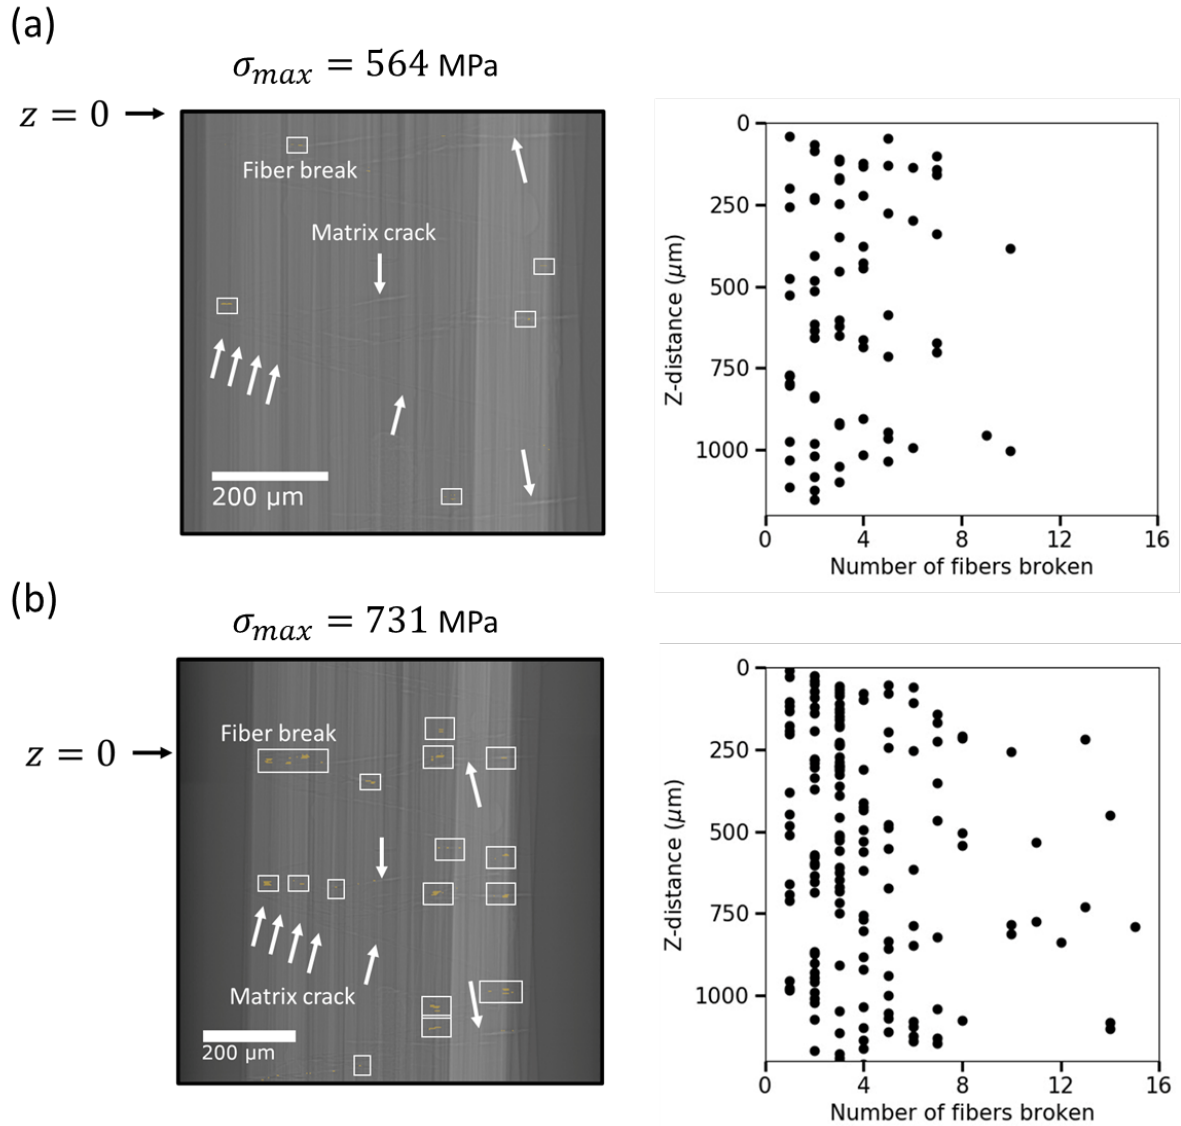 (a)
σ_max = 564 MPa
z = 0
Fiber break
Matrix crack
200 μm
0
250
500
750
1000
Z-distance (μm)
0 4 8 12 16
Number of fibers broken
(b)
σ_max = 731 MPa
z = 0
Fiber break
Matrix crack
200 μm
0
250
500
750
1000
Z-distance (μm)
0 4 8 12 16
Number of fibers broken